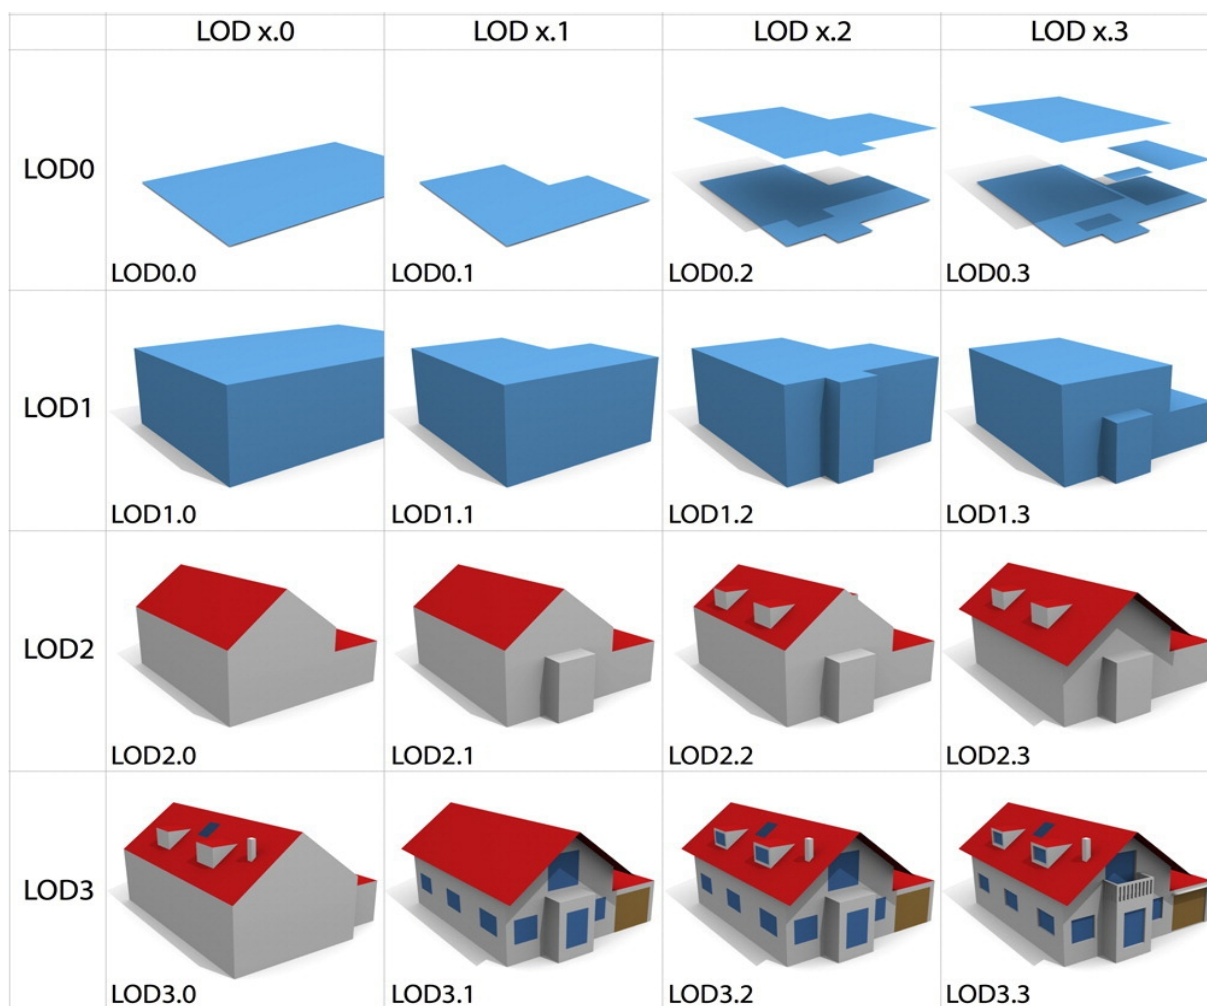 LOD x.0 LOD x.1 LOD x.2 LOD x.3
LOD0
LOD0.0 LOD0.1 LOD0.2 LOD0.3
LOD1
LOD1.0 LOD1.1 LOD1.2 LOD1.3
LOD2
LOD2.0 LOD2.1 LOD2.2 LOD2.3
LOD3
LOD3.0 LOD3.1 LOD3.2 LOD3.3